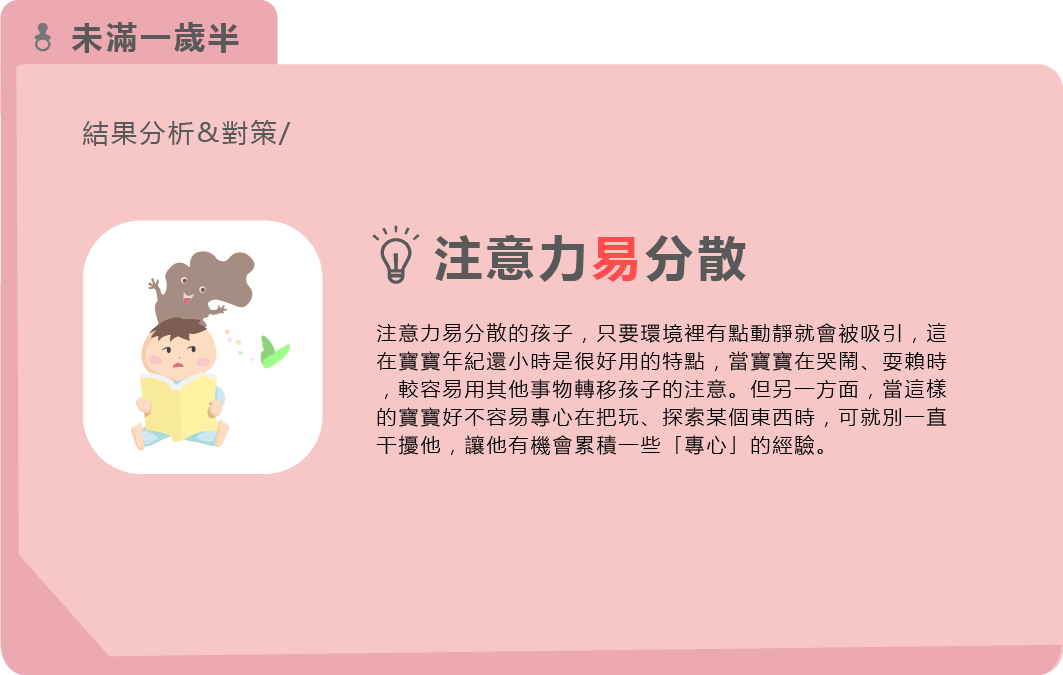 未滿一歲半
結果分析&對策/
注意力易分散
注意力易分散的孩子，只要環境裡有點動靜就會被吸引，這
在寶寶年紀還小時是很好用的特點，當寶寶在哭鬧、耍賴時
，較容易用其他事物轉移孩子的注意。但另一方面，當這樣
的寶寶好不容易專心在把玩、探索某個東西時，可就別一直
干擾他，讓他有機會累積一些「專心」的經驗。